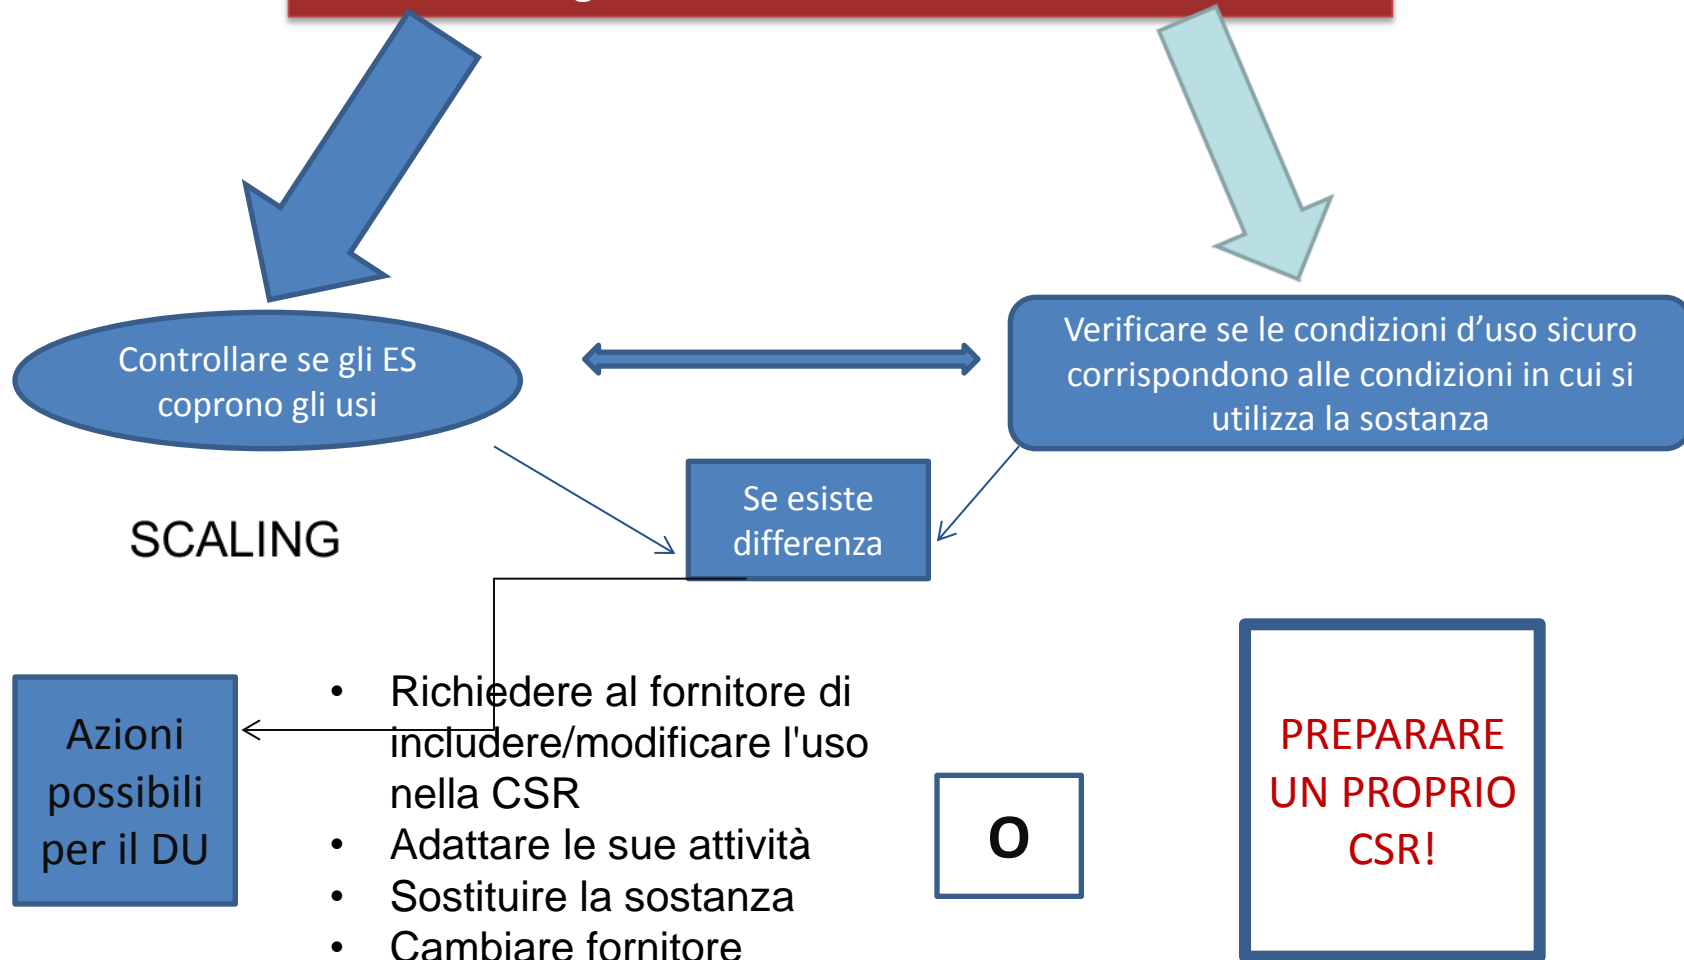 Controllare se gli ES
coprono gli usi
Verificare se le condizioni d’uso sicuro
corrispondono alle condizioni in cui si
utilizza la sostanza
Se esiste
differenza
SCALING
Azioni
possibili
per il DU
• Richiedere al fornitore di
includere/modificare l'uso
nella CSR
• Adattare le sue attività
• Sostituire la sostanza
• Cambiare fornitore
O
PREPARARE
UN PROPRIO
CSR!